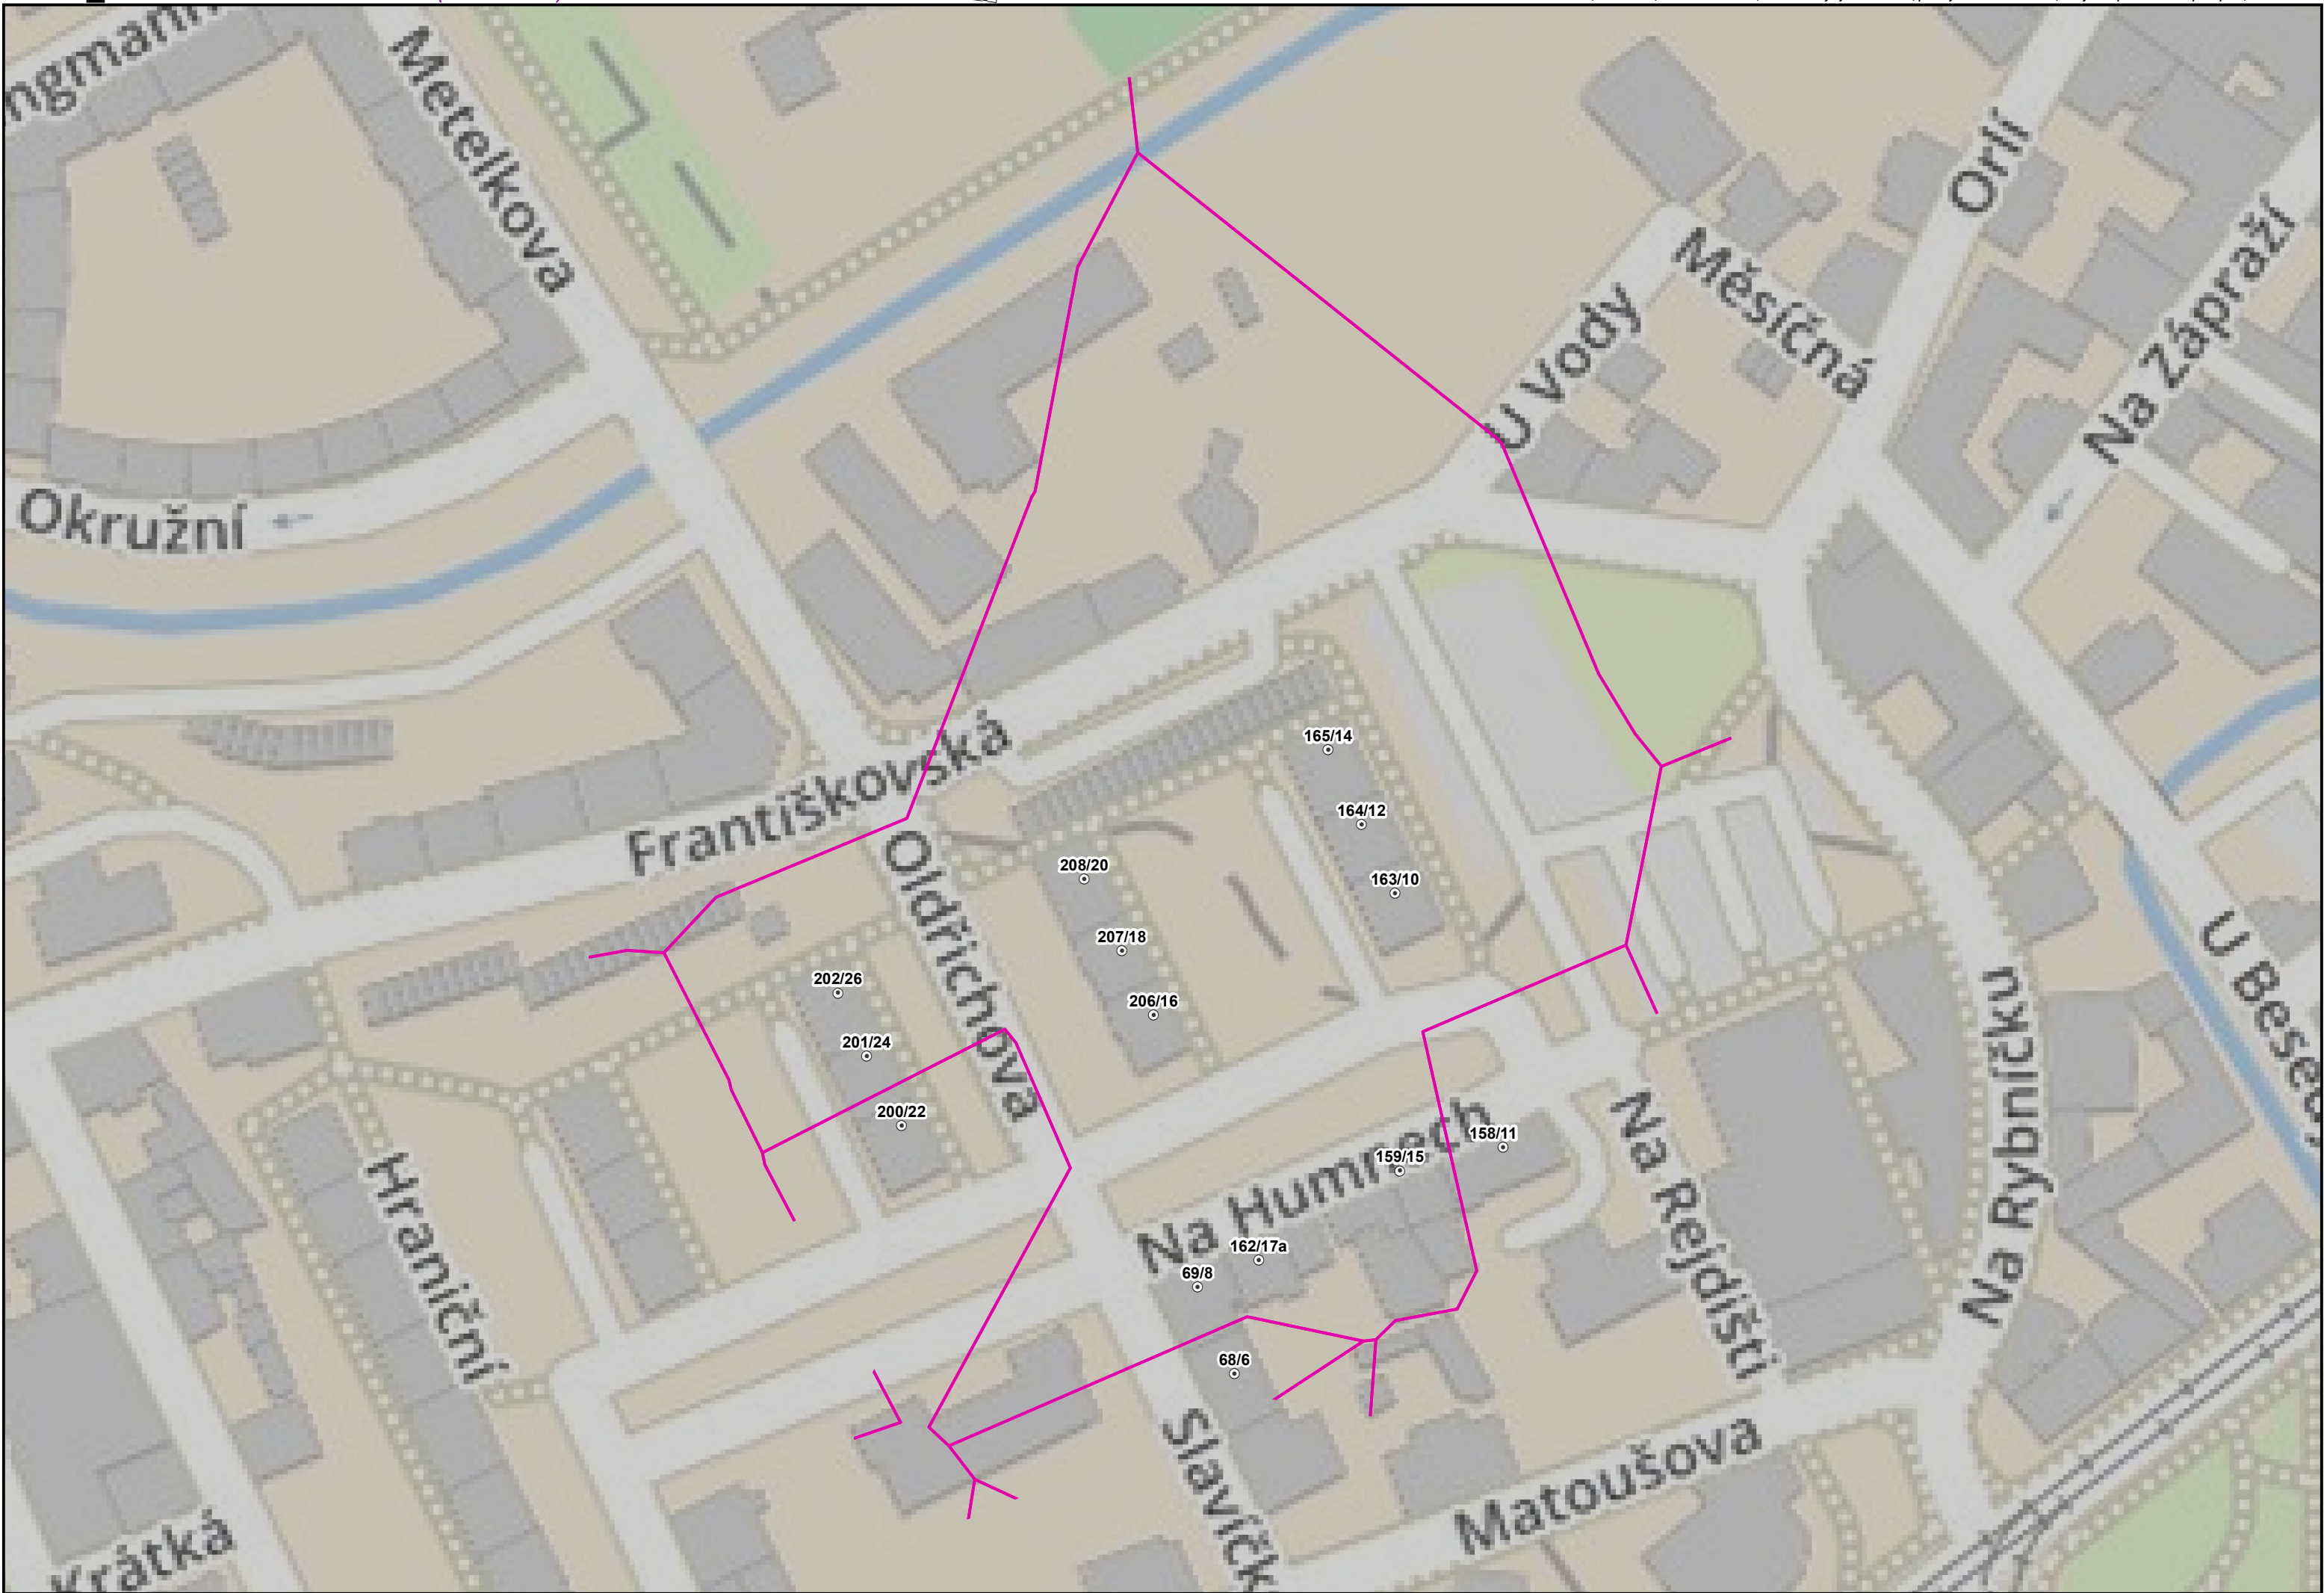 Metelkova
Orlí
Měsíčná
Na Zápraží
U Vody
Okružní
Františkovská
165/14
164/12
163/10
208/20
207/18
206/16
Oldřichova
202/26
201/24
200/22
158/11
159/15
Na Humnech
162/17a
69/8
68/6
Na Rejdišti
Na Rybníčku
Hraniční
Matoušova
Krátká